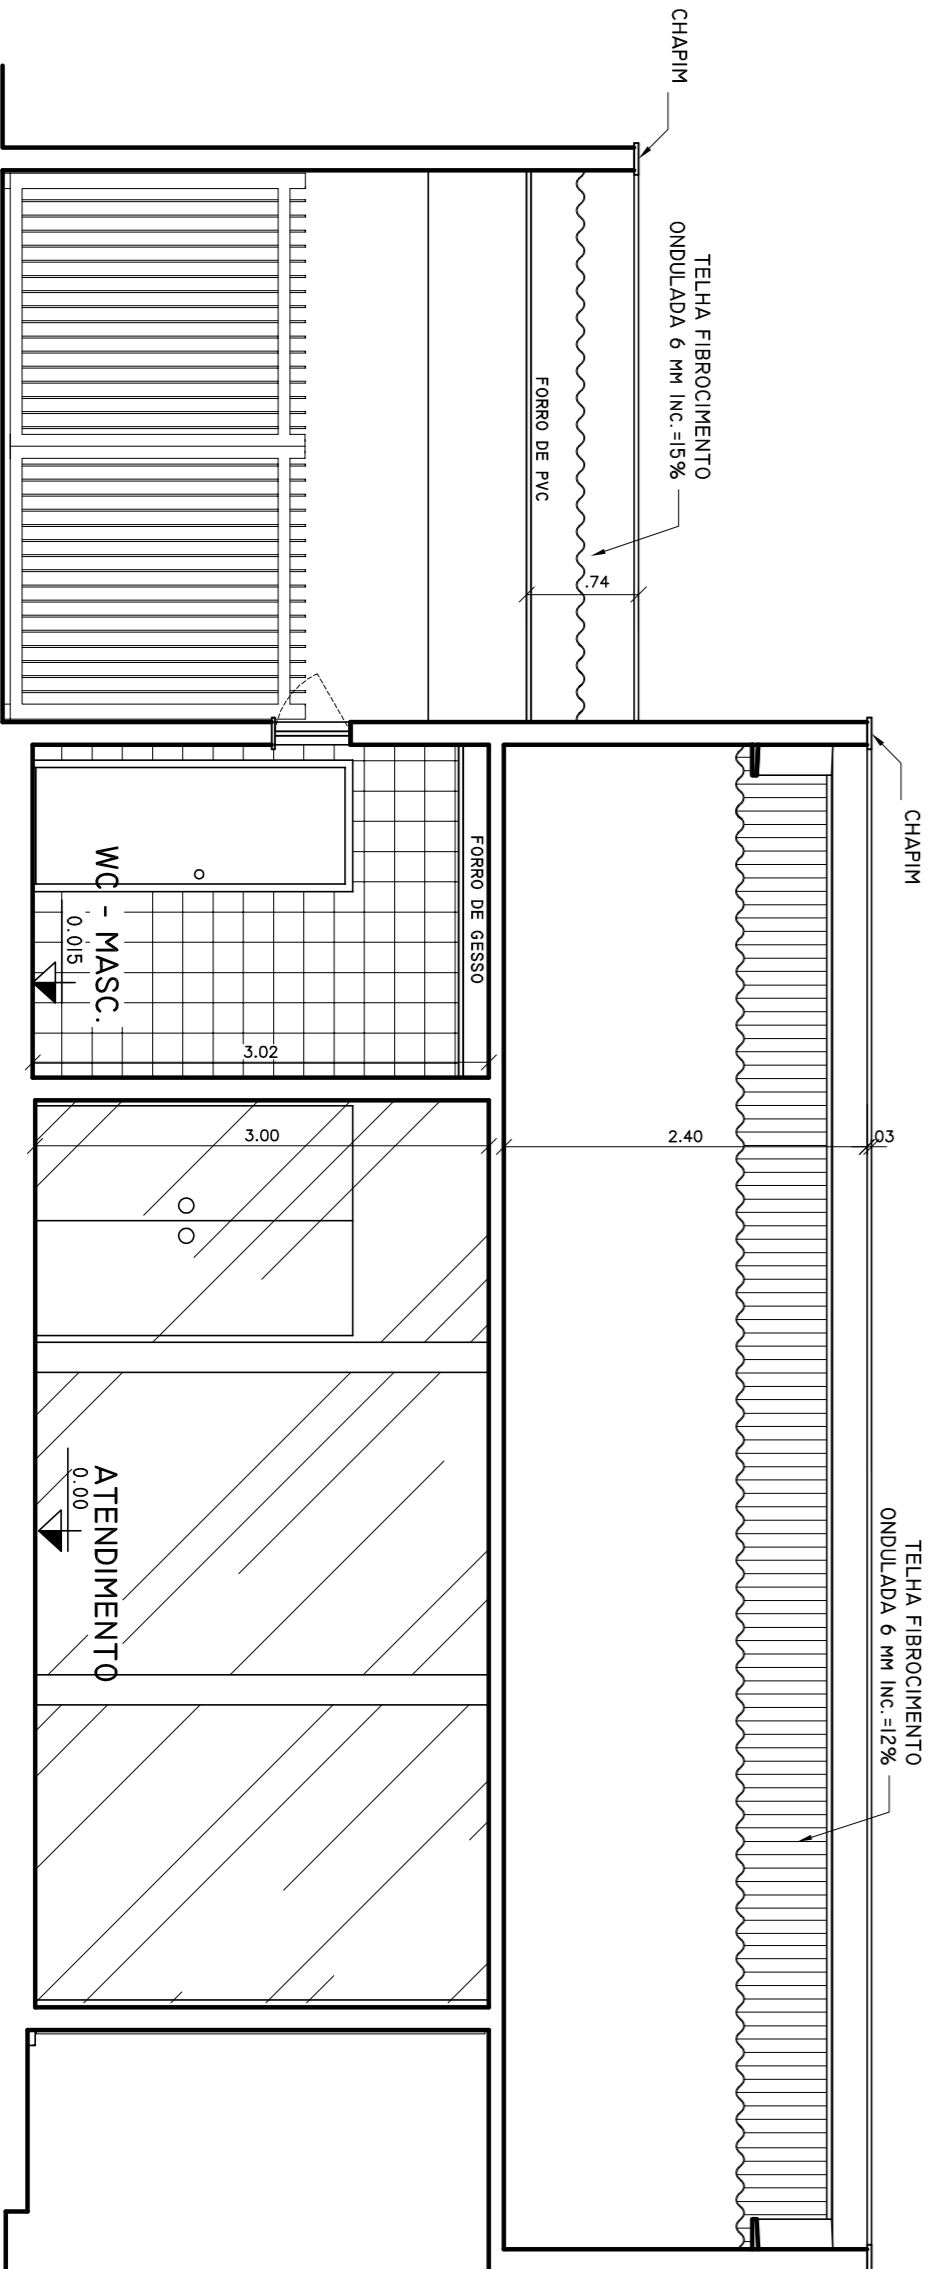 CHAPIM
TELHA FIBROCIMENTO
ONDULADA 6 MM INC.=15%
FORRO DE PVC
.74
CHAPIM
FORRO DE GESSO
WC - MASC.
0.015
3.02
3.00
2.40
.03
TELHA FIBROCIMENTO
ONDULADA 6 MM INC.=12%
ATENDIMENTO
0.00